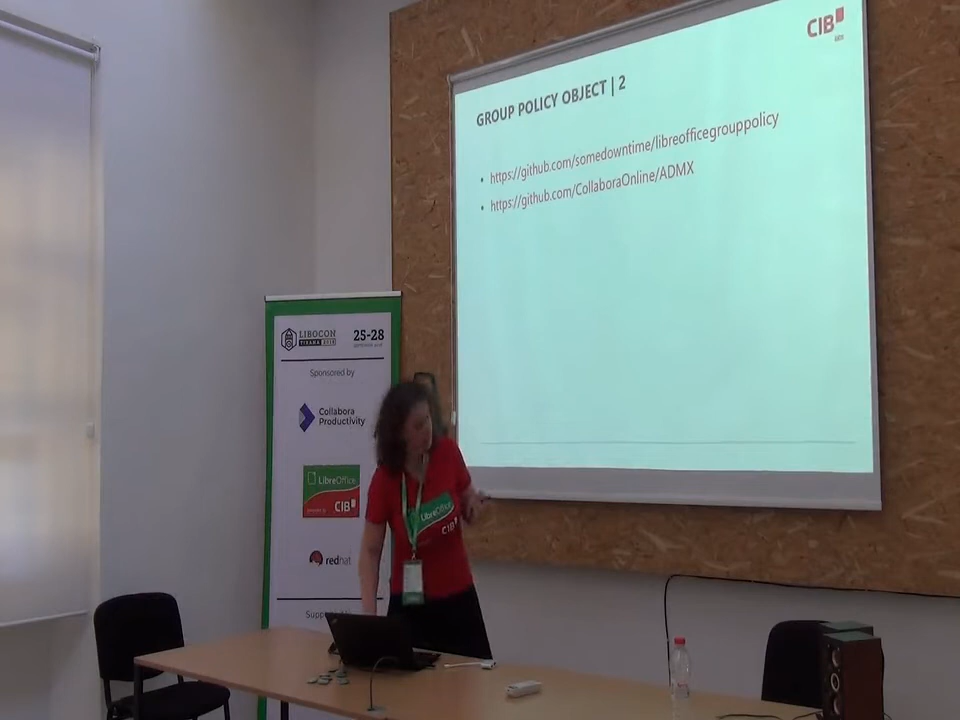 CIB
GROUP POLICY OBJECT | 2
• https://github.com/somedowntime/libreofficegrouppolicy
• https://github.com/CollaboraOnline/ADMX
LIBOCON
TIRANA 2018
25-28
Sponsored by
Collabora
Productivity
LibreOffice
CIB
redhat
LibreOffice
CIB